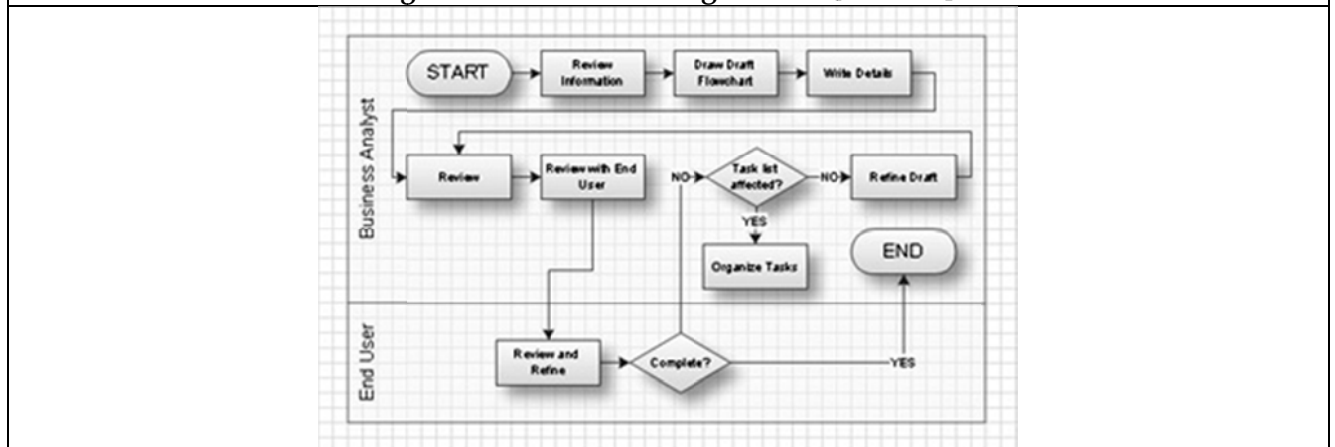 START
Review
Information
Draw Draft
Flowchart
Write Details
Business Analyst
Review
Review with End
User
NO
Task list
affected?
NO
Refine Draft
YES
Organize Tasks
END
End User
Review and
Refine
Complete?
YES